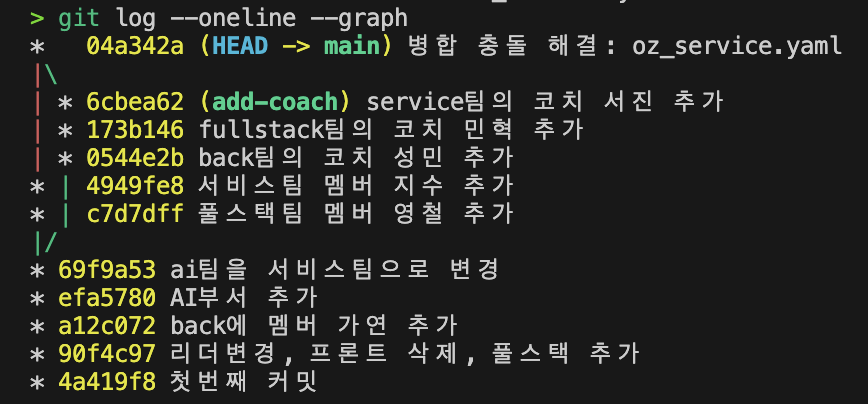 > git log --oneline --graph
*   04a342a (HEAD -> main) 병합 충돌 해결: oz_service.yaml
|\
| * 6cbea62 (add-coach) service팀의 코치 서진 추가
| * 173b146 fullstack팀의 코치 민혁 추가
| * 0544e2b back팀의 코치 성민 추가
* | 4949fe8 서비스팀 멤버 지수 추가
* | c7d7dff 풀스택팀 멤버 영철 추가
|/
* 69f9a53 ai팀을 서비스팀으로 변경
* efa5780 AI부서 추가
* a12c072 back에 멤버 가연 추가
* 90f4c97 리더변경, 프론트 삭제, 풀스택 추가
* 4a419f8 첫번째 커밋